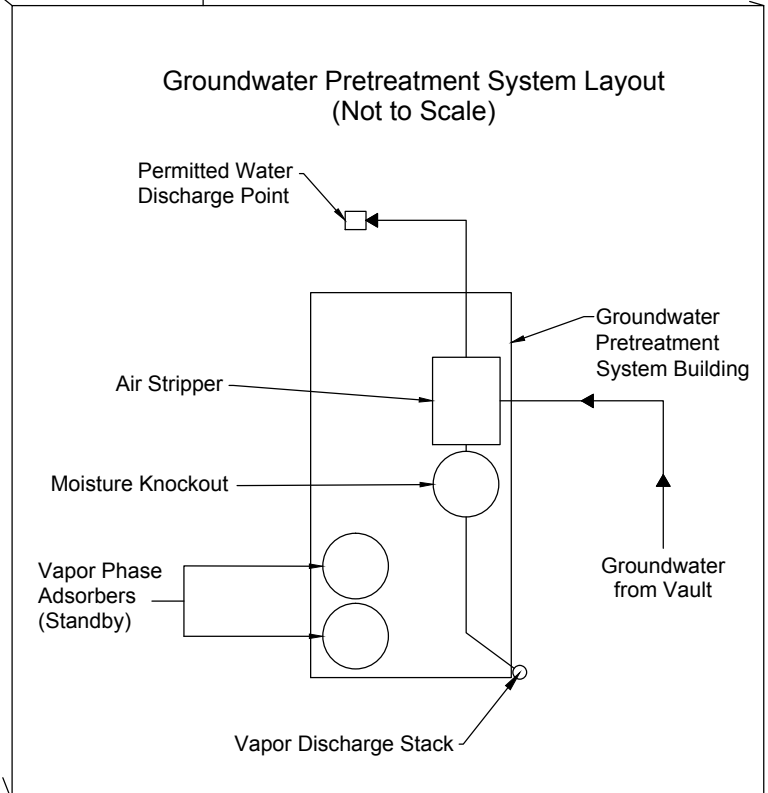 Groundwater Pretreatment System Layout
(Not to Scale)
Permitted Water
Discharge Point
Groundwater
Pretreatment
System Building
Air Stripper
Moisture Knockout
Vapor Phase
Adsorbers
(Standby)
Groundwater
from Vault
Vapor Discharge Stack